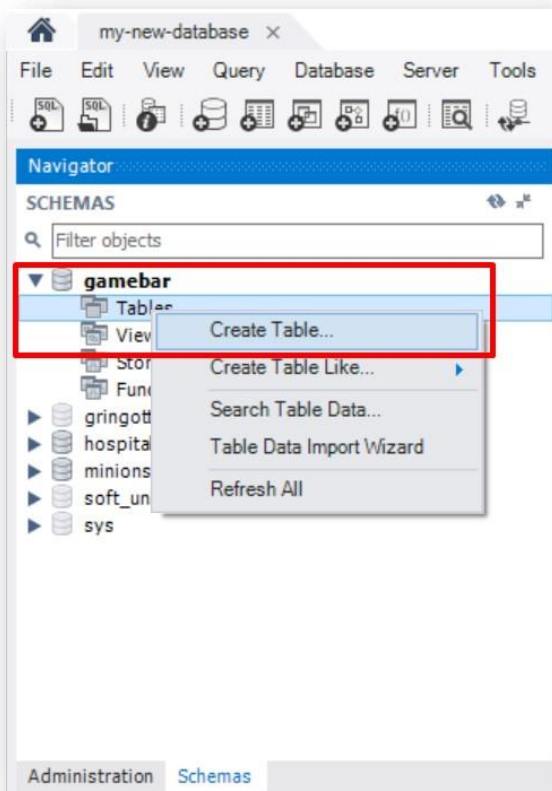 my-new-database ×
File Edit View Query Database Server Tools
SQL SQL
Navigator
SCHEMAS
Filter objects
gamebar
Tables
Create Table...
Create Table Like...
Search Table Data...
Table Data Import Wizard
Refresh All
sys
Administration Schemas